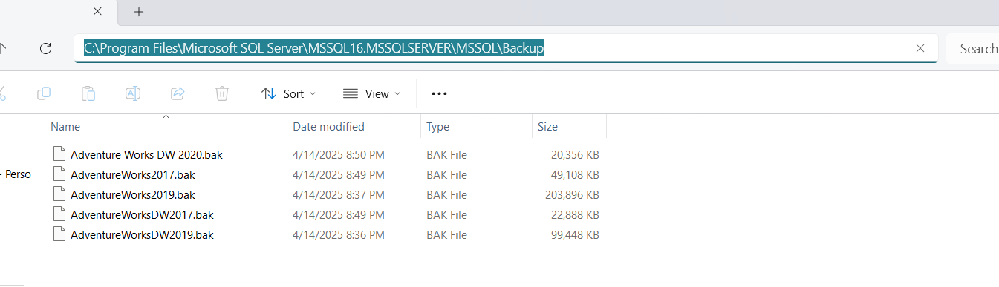 C:\Program Files\Microsoft SQL Server\MSSQL16.MSSQLSERVER\MSSQL\Backup
Search
Sort
View
Name Date modified Type Size
Adventure Works DW 2020.bak 4/14/2025 8:50 PM BAK File 20,356 KB
- Perso
AdventureWorks2017.bak 4/14/2025 8:49 PM BAK File 49,108 KB
AdventureWorks2019.bak 4/14/2025 8:37 PM BAK File 203,896 KB
AdventureWorksDW2017.bak 4/14/2025 8:49 PM BAK File 22,888 KB
AdventureWorksDW2019.bak 4/14/2025 8:36 PM BAK File 99,448 KB